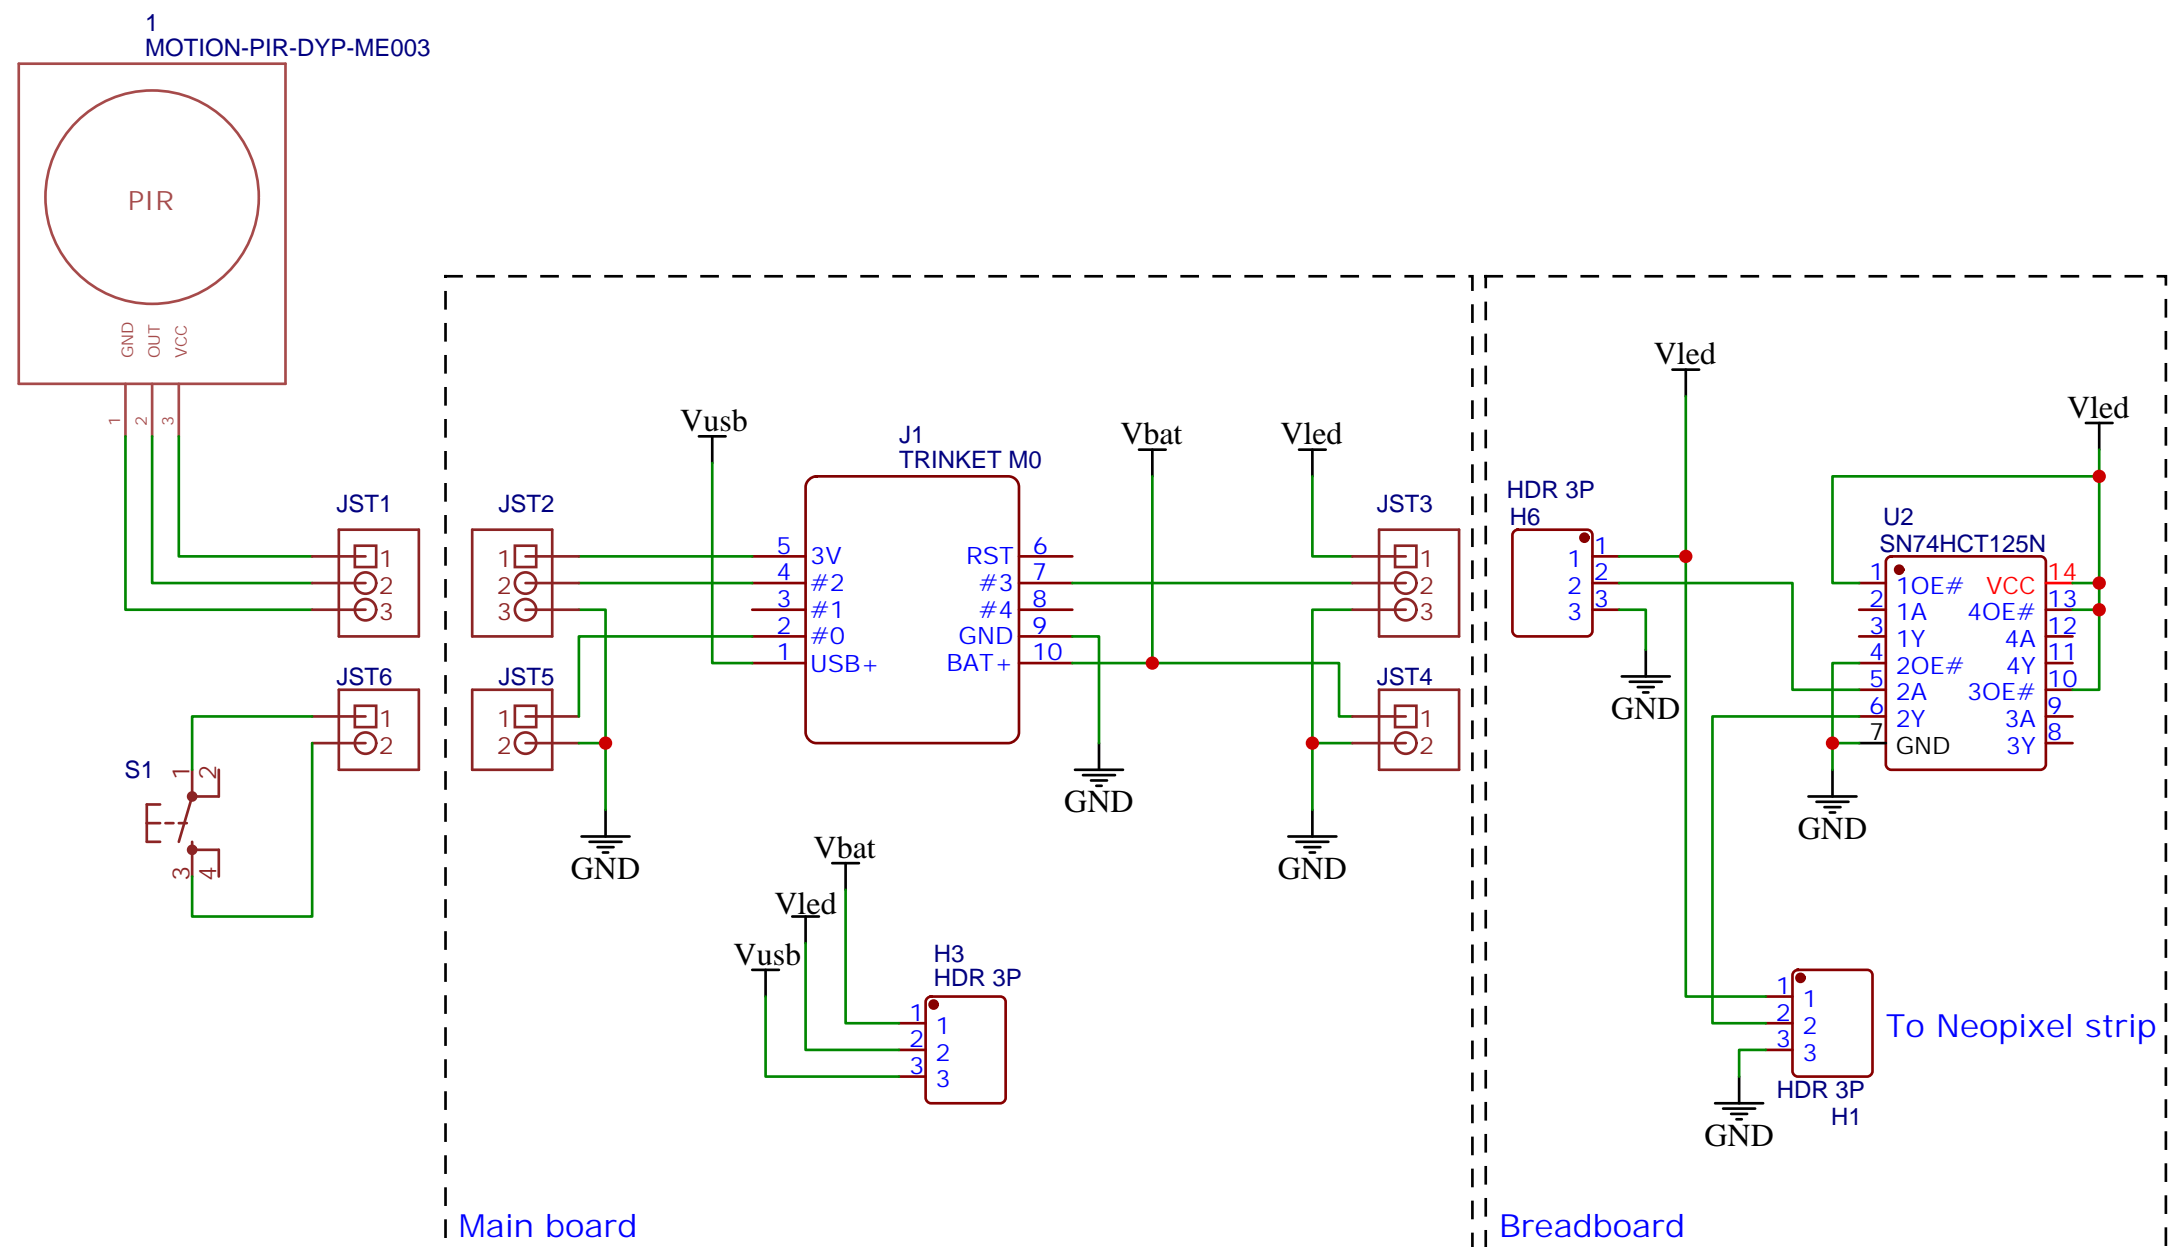 1
MOTION-PIR-DYP-ME003
PIR
GND
OUT
VCC
1
2
3
JST1
1
2
3
JST6
1
2
S1
1
2
3
4
JST2
1
2
3
JST5
1
2
GND
Vusb
J1
TRINKET M0
5 3V
4 #2
3 #1
2 #0
1 USB+
RST 6
#3 7
#4 8
GND 9
BAT+ 10
GND
Vbat
Vled
JST3
1
2
3
JST4
1
2
GND
Vbat
Vled
Vusb
H3
HDR 3P
1 1
2 2
3 3
Main board
Vled
HDR 3P
H6
1 1
2 2
3 3
GND
Vled
U2
SN74HCT125N
1 1OE#
2 1A
3 1Y
4 2OE#
5 2A
6 2Y
7 GND
VCC 14
4OE# 13
4A 12
4Y 11
3OE# 10
3A 9
3Y 8
GND
1 1
2 2
3 3
To Neopixel strip
HDR 3P
H1
GND
Breadboard